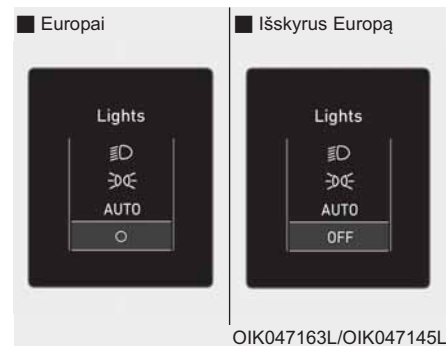 ■ Europai
Lights
AUTO
■ Išskyrus Europą
Lights
AUTO
OFF
OIK047163L/OIK047145L